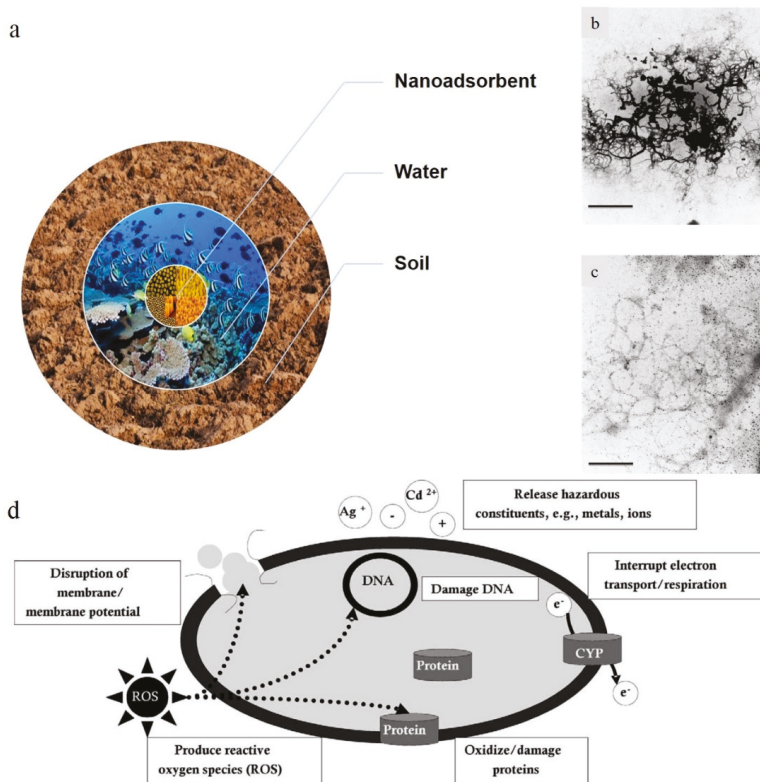 a
Nanoadsorbent
Water
Soil
b
c
d
Ag +
-
Cd 2+
+
Release hazardous
constituents, e.g., metals, ions
Disruption of
membrane/
membrane potential
DNA
Damage DNA
Interrupt electron
transport/respiration
e-
CYP
e-
Protein
ROS
Protein
Produce reactive
oxygen species (ROS)
Oxidize/damage
proteins